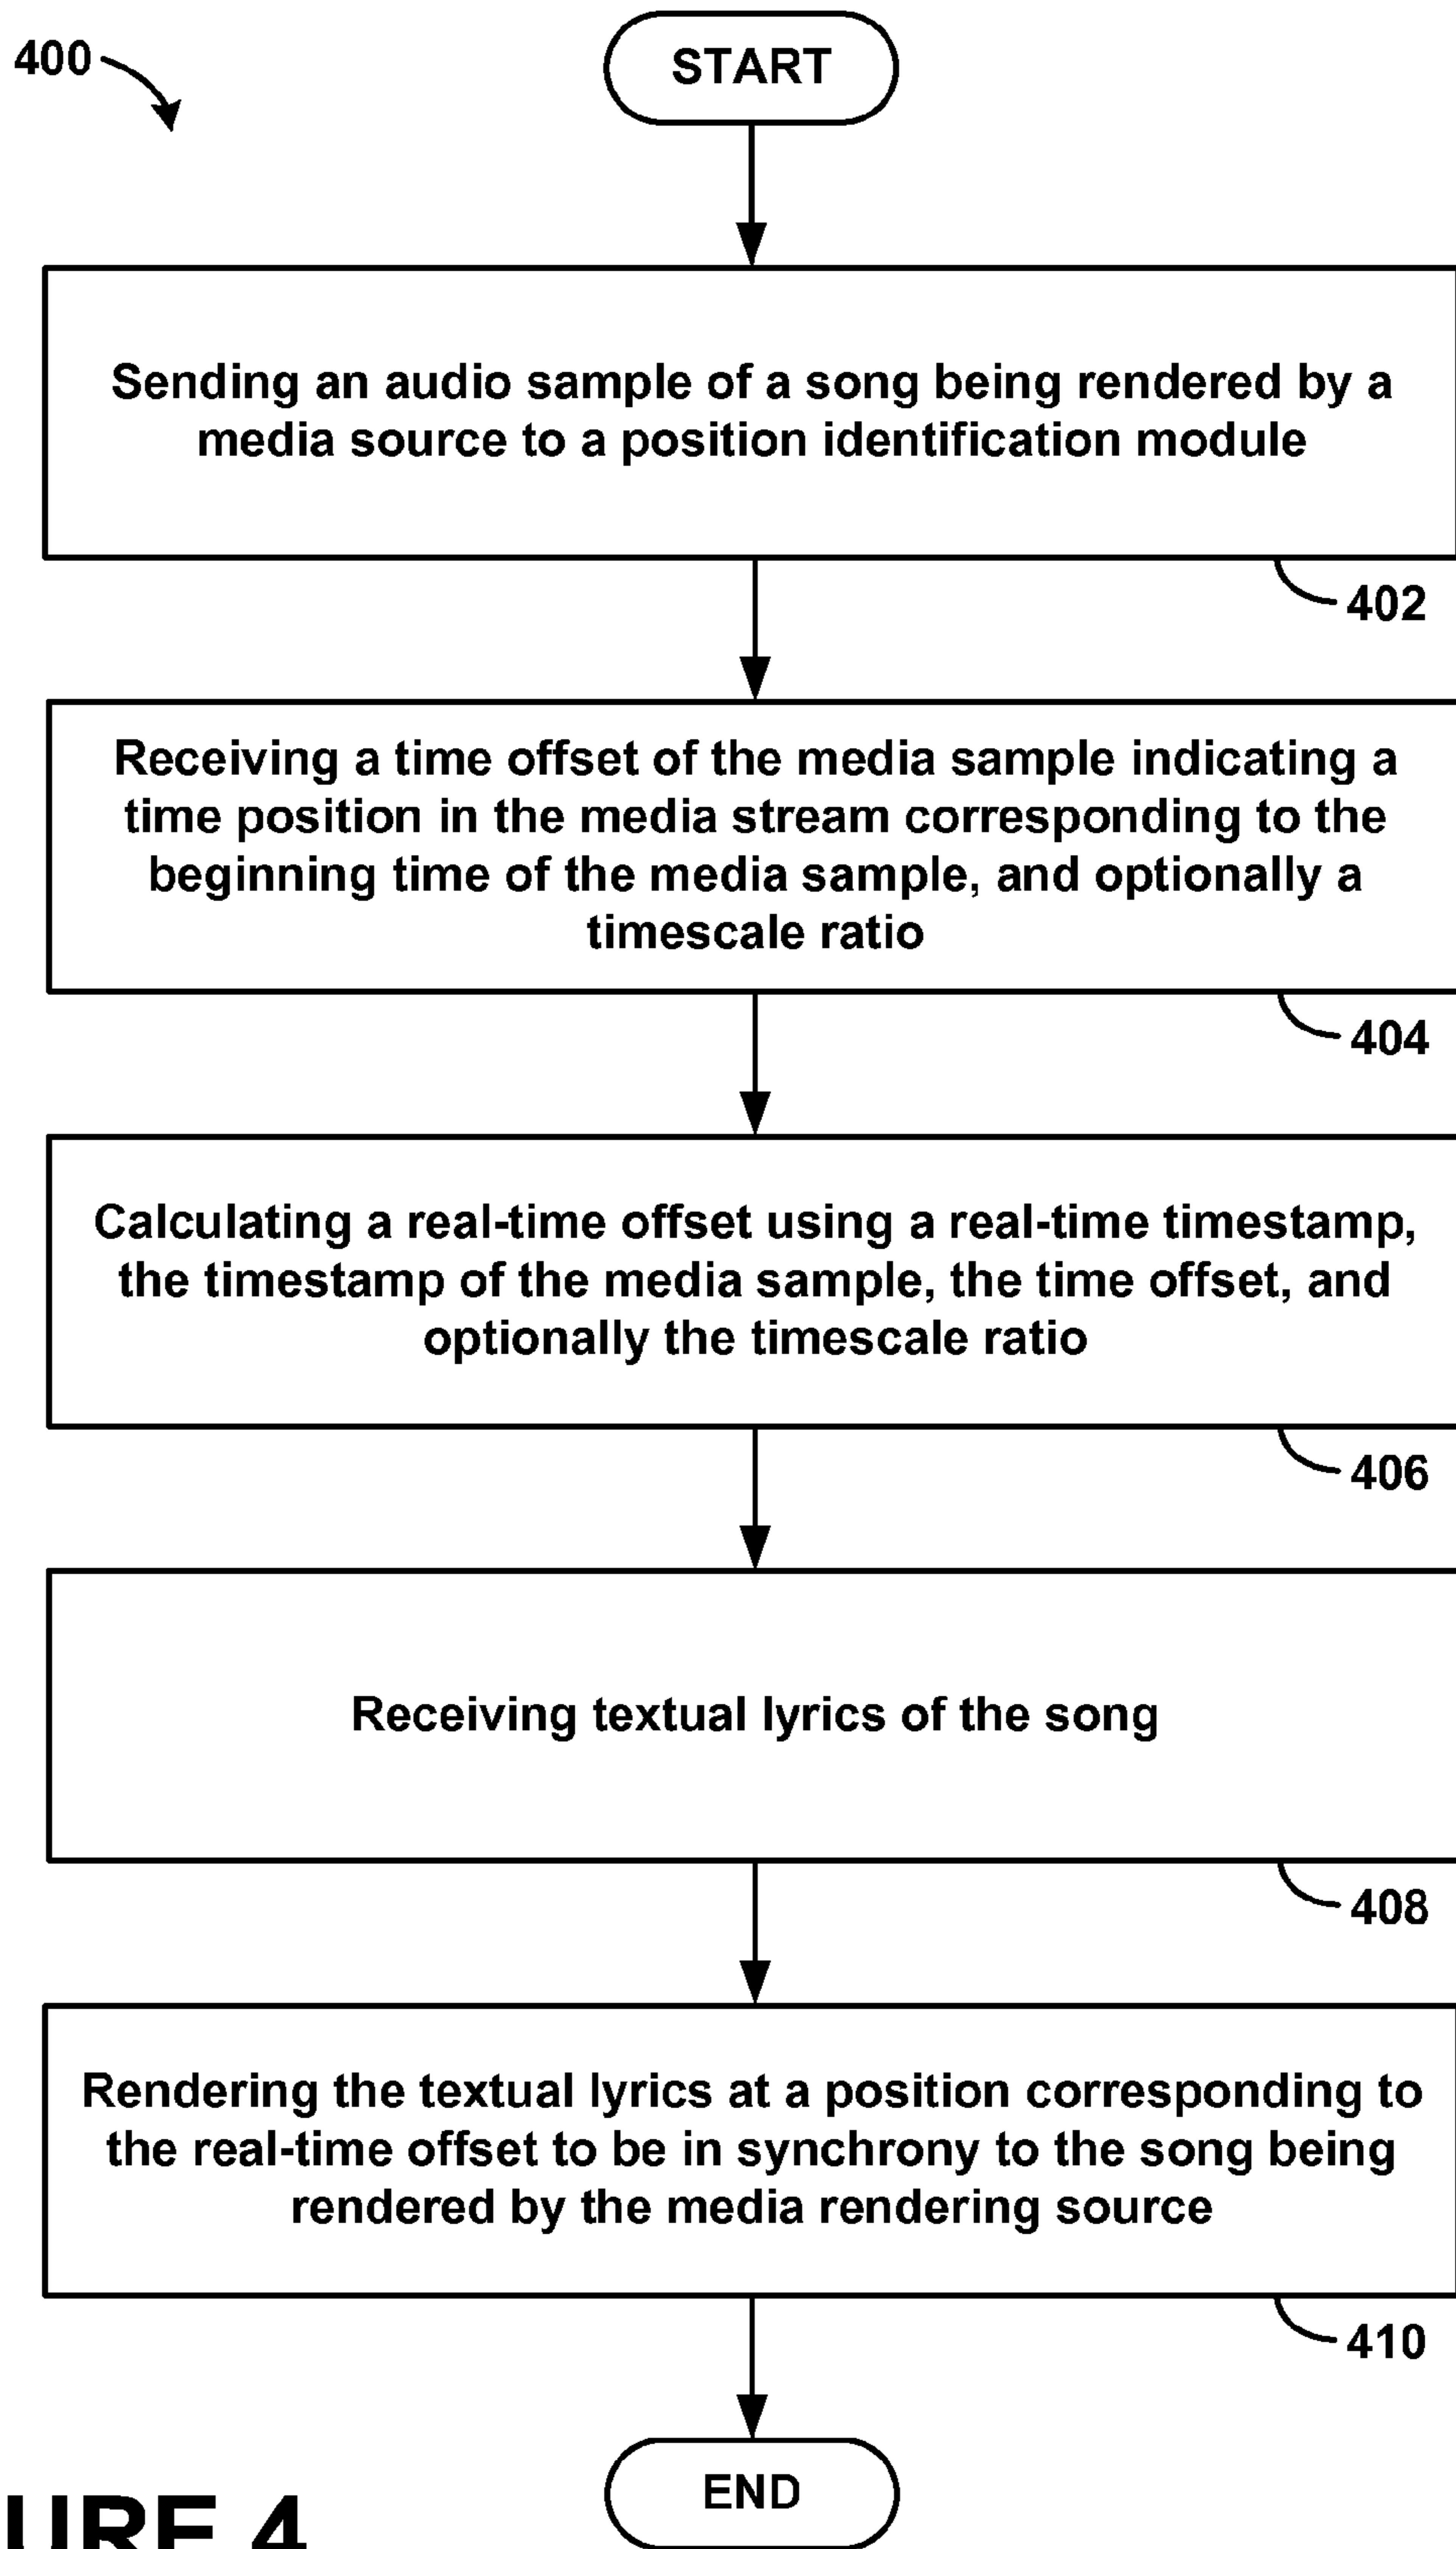 400
START
Sending an audio sample of a song being rendered by a
media source to a position identification module
402
Receiving a time offset of the media sample indicating a
time position in the media stream corresponding to the
beginning time of the media sample, and optionally a
timescale ratio
404
Calculating a real-time offset using a real-time timestamp,
the timestamp of the media sample, the time offset, and
optionally the timescale ratio
406
Receiving textual lyrics of the song
408
Rendering the textual lyrics at a position corresponding to
the real-time offset to be in synchrony to the song being
rendered by the media rendering source
410
END
URE 4